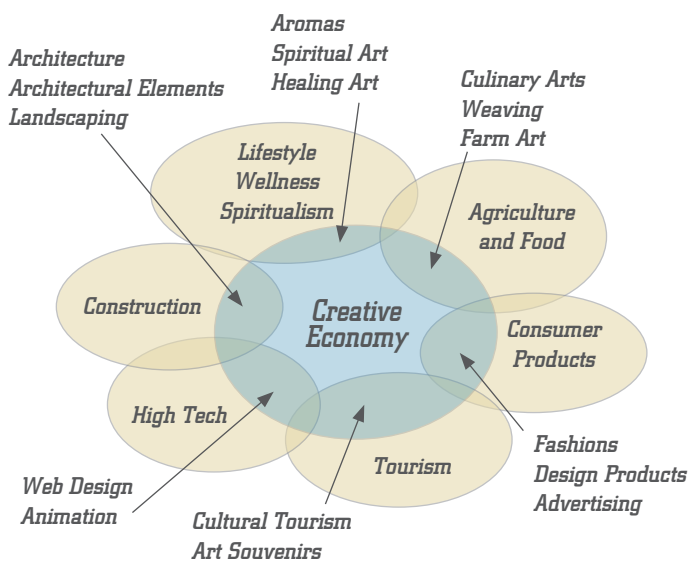 Aromas
Spiritual Art
Healing Art
Architecture
Architectural Elements
Landscaping
Culinary Arts
Weaving
Farm Art
Lifestyle
Wellness
Spiritualism
Agriculture
and Food
Construction
Creative
Economy
Consumer
Products
High Tech
Tourism
Fashions
Design Products
Advertising
Web Design
Animation
Cultural Tourism
Art Souvenirs